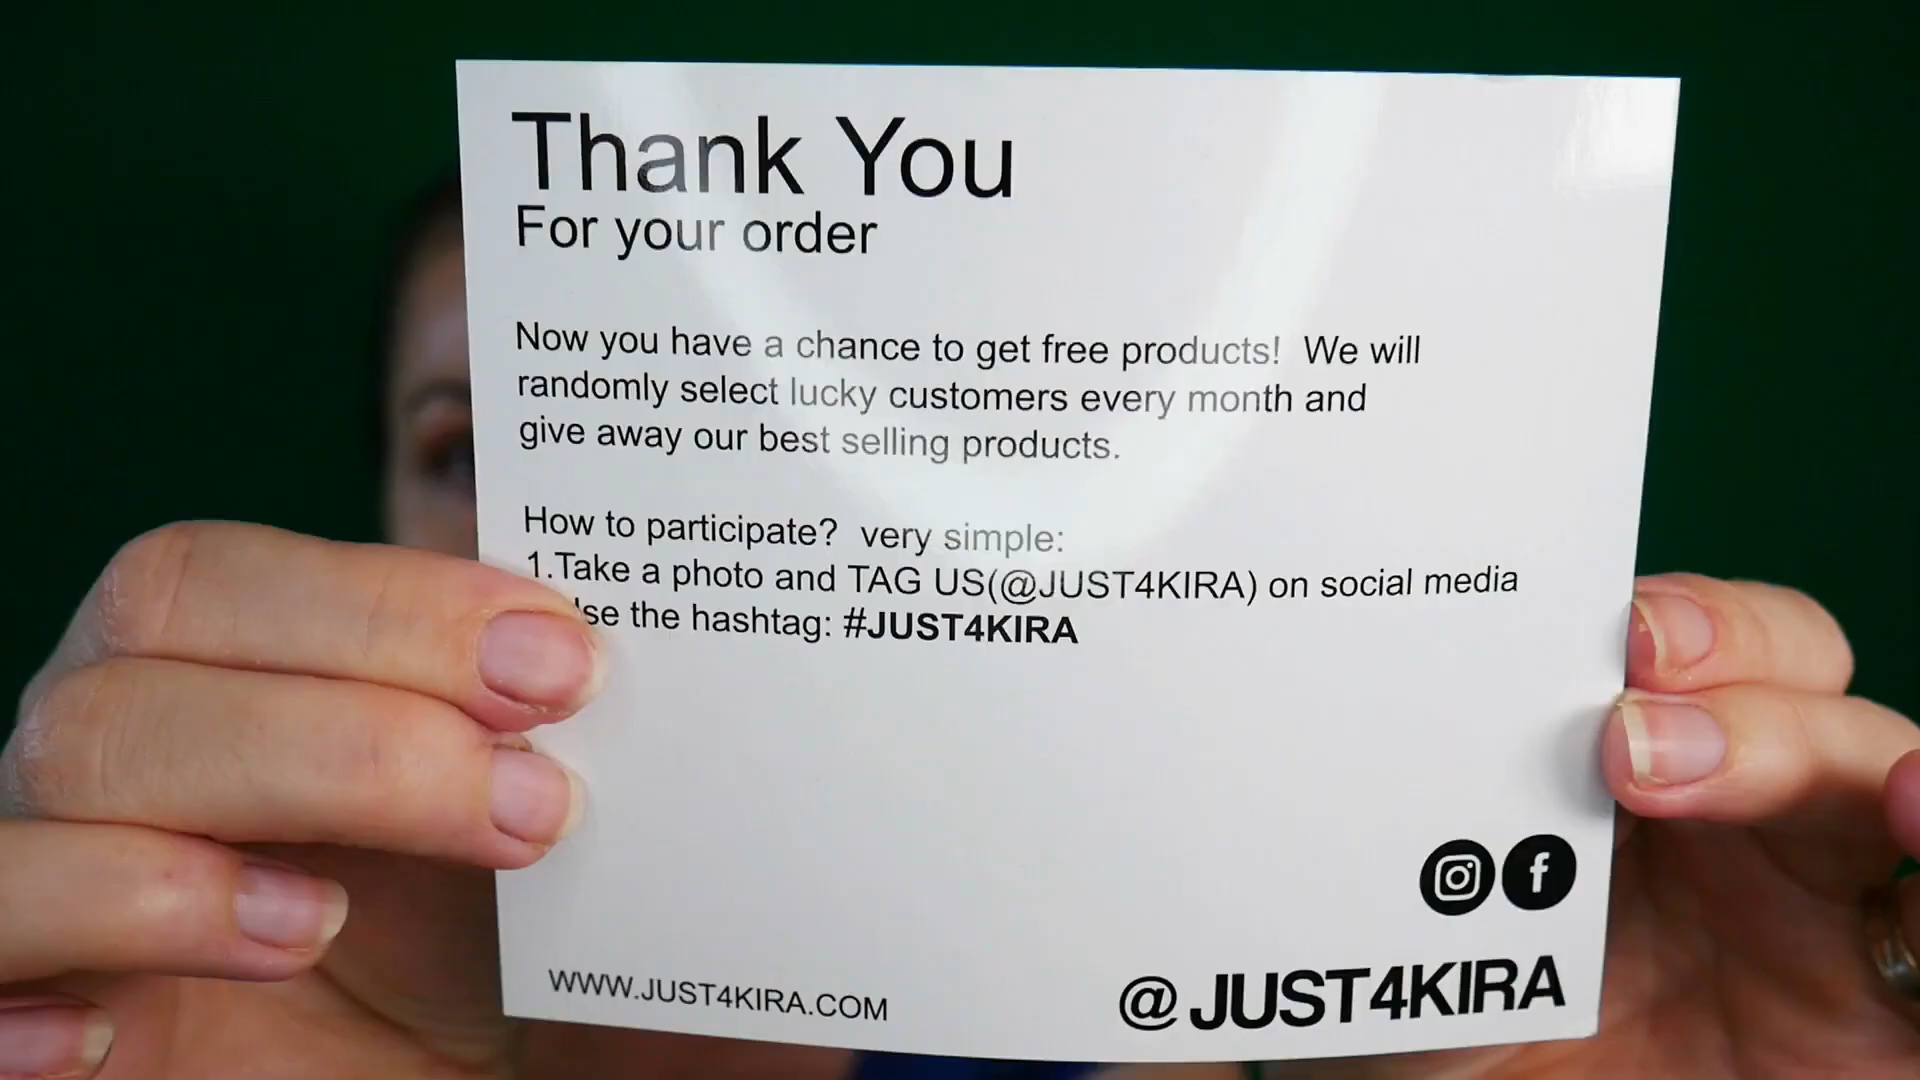 Thank You
For your order
Now you have a chance to get free products! We will
randomly select lucky customers every month and
give away our best selling products.
How to participate? very simple:
1.Take a photo and TAG US(@JUST4KIRA) on social media
the hashtag: #JUST4KIRA
WWW.JUST4KIRA.COM
@JUST4KIRA